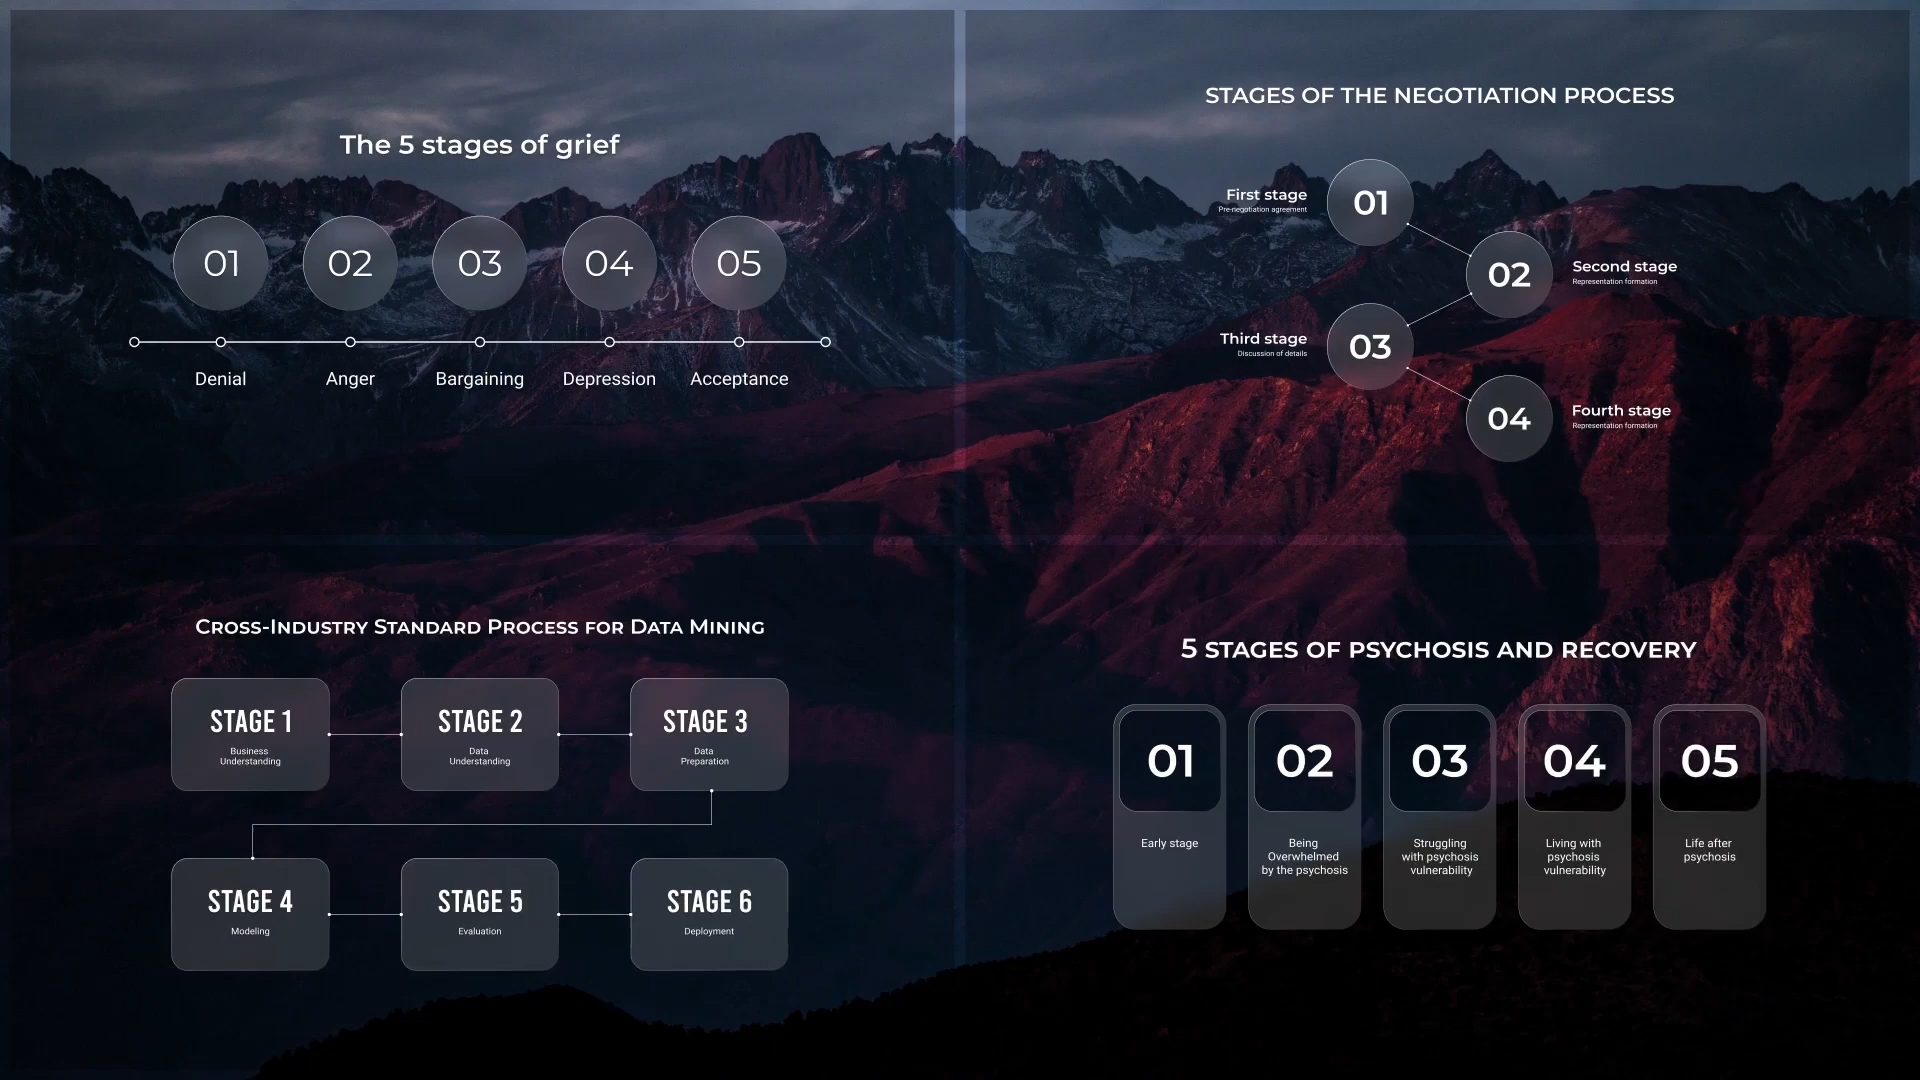 The 5 stages of grief
01 02 03 04 05
Denial Anger Bargaining Depression Acceptance
STAGES OF THE NEGOTIATION PROCESS
01
First stage
Pre-negotiation agreement
02
Second stage
Representation formation
03
Third stage
Discussion of details
04
Fourth stage
Representation formation
Cross-Industry Standard Process for Data Mining
STAGE 1
Business
Understanding
STAGE 2
Data
Understanding
STAGE 3
Data
Preparation
STAGE 4
Modeling
STAGE 5
Evaluation
STAGE 6
Deployment
5 STAGES OF PSYCHOSIS AND RECOVERY
01
Early stage
02
Being
Overwhelmed
by the psychosis
03
Struggling
with psychosis
vulnerability
04
Living with
psychosis
vulnerability
05
Life after
psychosis